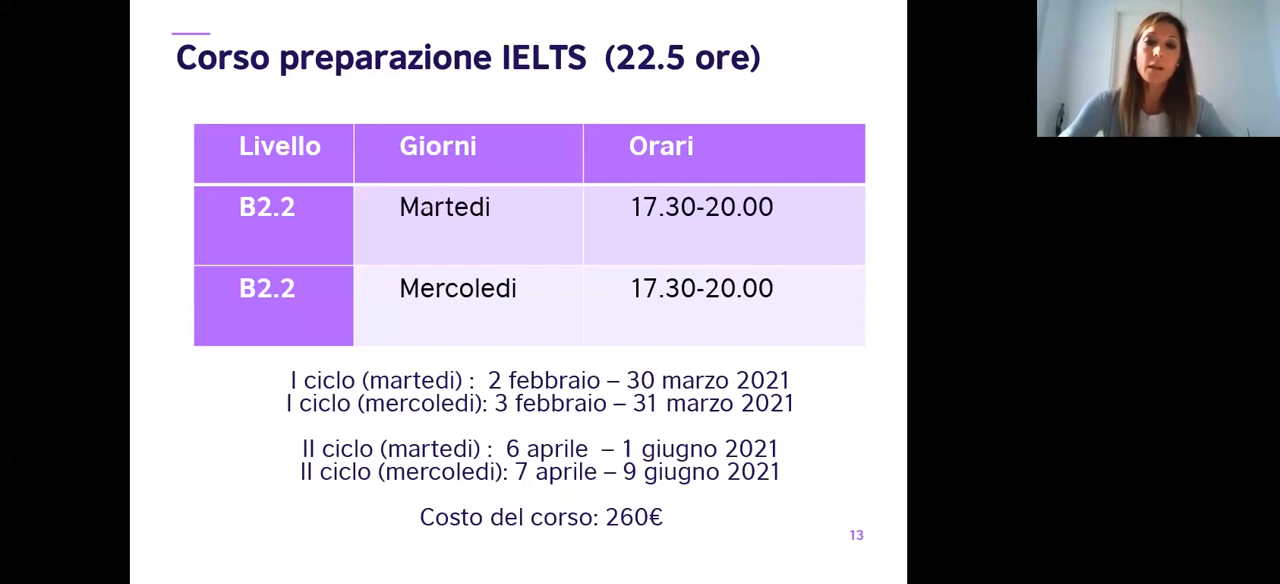 Corso preparazione IELTS (22.5 ore)
Livello Giorni Orari
B2.2 Martedi 17.30-20.00
B2.2 Mercoledi 17.30-20.00
I ciclo (martedi) : 2 febbraio – 30 marzo 2021
I ciclo (mercoledi): 3 febbraio – 31 marzo 2021
II ciclo (martedi) : 6 aprile – 1 giugno 2021
II ciclo (mercoledi): 7 aprile – 9 giugno 2021
Costo del corso: 260€
13